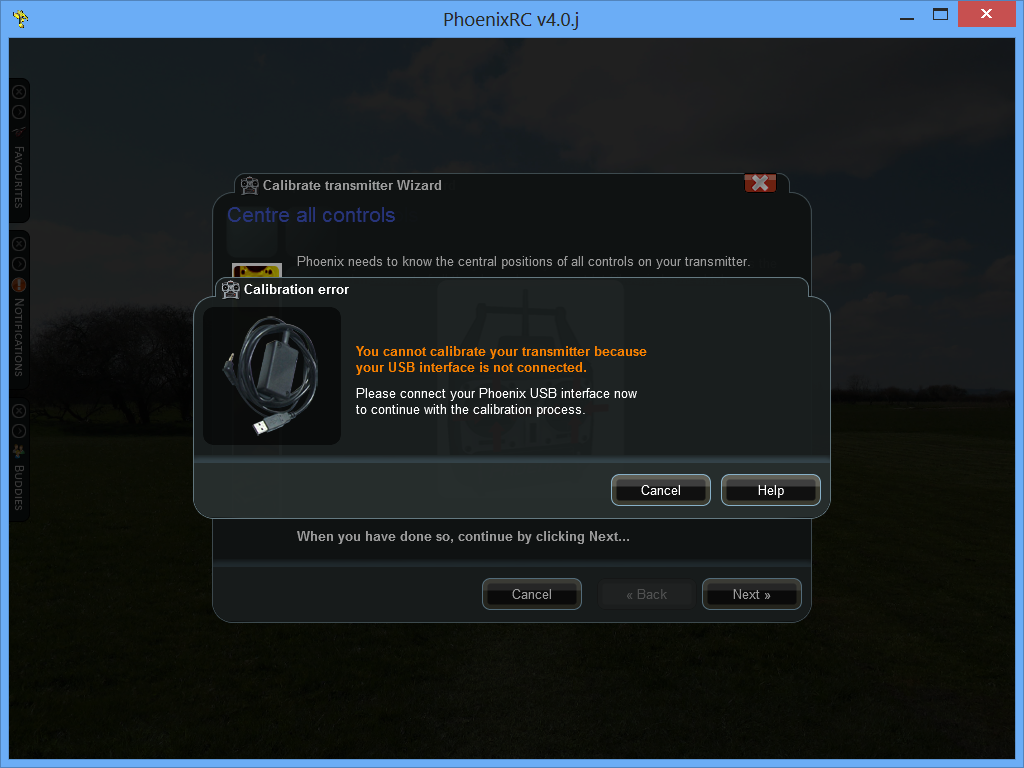 PhoenixRC v4.0.j
FAVOURITES
NOTIFICATIONS
BUDDIES
Calibrate transmitter Wizard
Centre all controls
Phoenix needs to know the central positions of all controls on your transmitter.
Calibration error
You cannot calibrate your transmitter because
your USB interface is not connected.
Please connect your Phoenix USB interface now
to continue with the calibration process.
Cancel
Help
When you have done so, continue by clicking Next...
Cancel
« Back
Next »